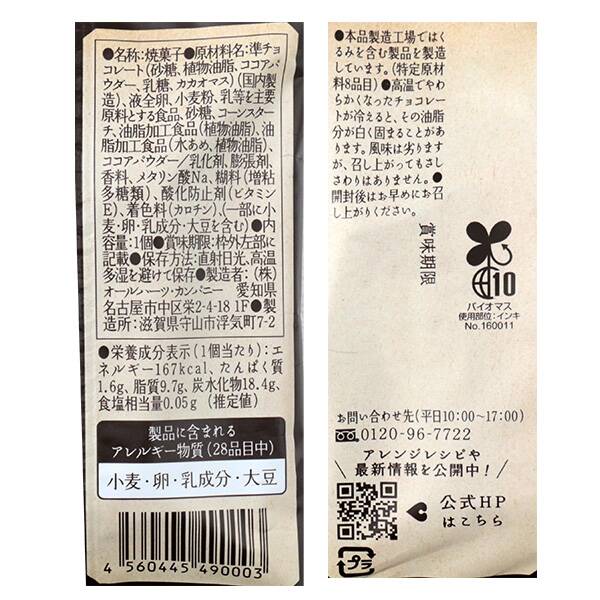 ●名称:焼菓子●原材料名:準チョ
コレート(砂糖、植物油脂、ココアパ
ウダー、乳糖、カカオマス)(国内製
造)、液全卵、小麦粉、乳等を主要
原料とする食品、砂糖、コーンスタ
ーチ、油脂加工食品(植物油脂)、油
脂加工食品(水あめ、植物油脂)、
ココアパウダー/乳化剤、膨張剤、
香料、メタリン酸Na、糊料(増粘
多糖類)、酸化防止剤(ビタミン
E)、着色料(カロチン)、(一部に小
麦・卵・乳成分・大豆を含む)●内
容量:1個●賞味期限:枠外左部に
記載●保存方法:直射日光、高温
多湿を避けて保存●製造者:(株)
オールハーツ・カンパニー 愛知県
名古屋市中区栄2-4-18 1F●製
造所:滋賀県守山市浮気町7-2
●栄養成分表示(1個当たり):エ
ネルギー167kcal、たんぱく質
1.6g、脂質9.7g、炭水化物18.4g、
食塩相当量0.05g (推定値)
製品に含まれる
アレルギー物質(28品目中)
小麦・卵・乳成分・大豆
4 560445 490003
●本品製造工場ではく
るみを含む製品を製造
しています。(特定原材
料8品目)●高温でやわ
らかくなったチョコレー
トが冷えると、その油脂
分が白く固まることがあ
ります。風味は劣ります
が、召し上がってもさし
さわりはありません。●
開封後はお早めにお召
し上がりください。
賞味期限
10
バイオマス
使用部位:インキ
No.160011
お問い合わせ先(平日10:00~17:00)
0120-96-7722
アレンジレシピや
\ 最新情報を公開中! /
公式HP
はこちら
プラ